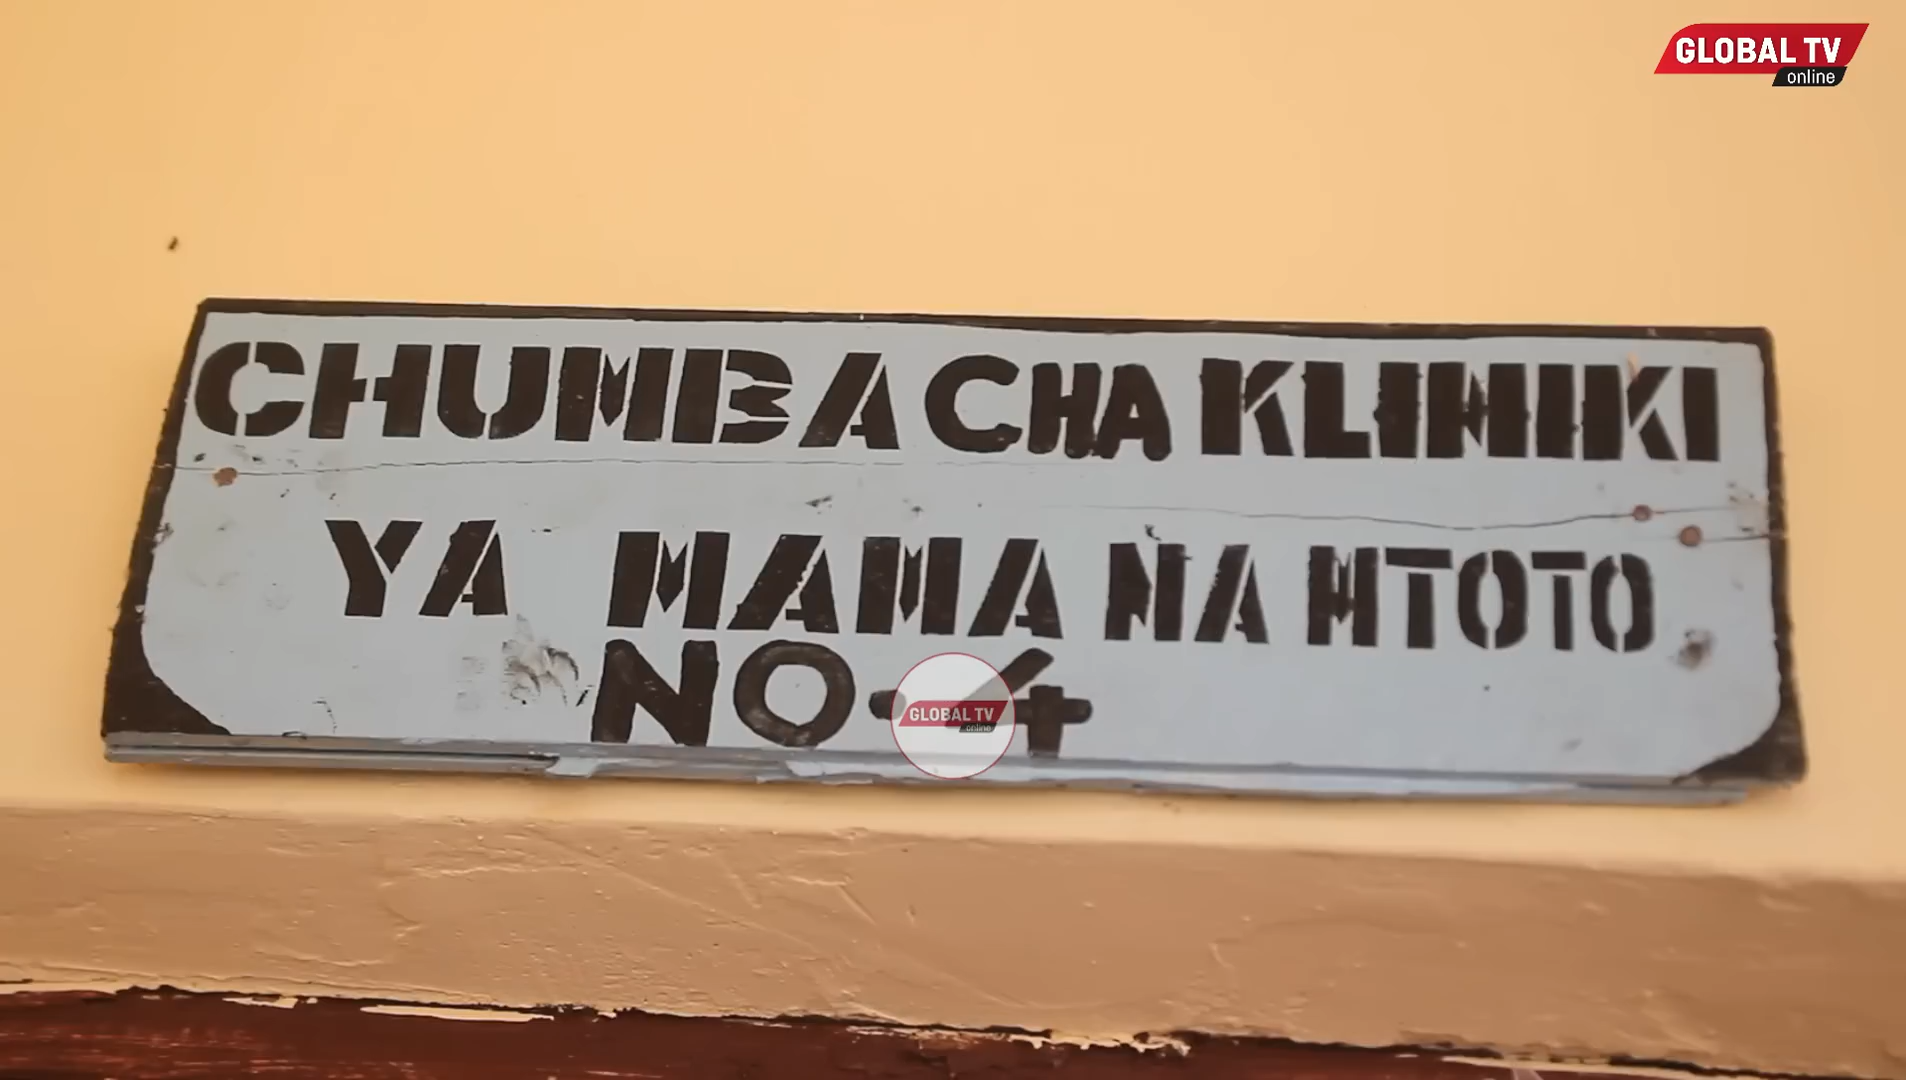 GLOBAL TV
online
CHUMBA CHA KLINIKI
YA MAMA NA MTOTO
NO-4
GLOBAL TV
online